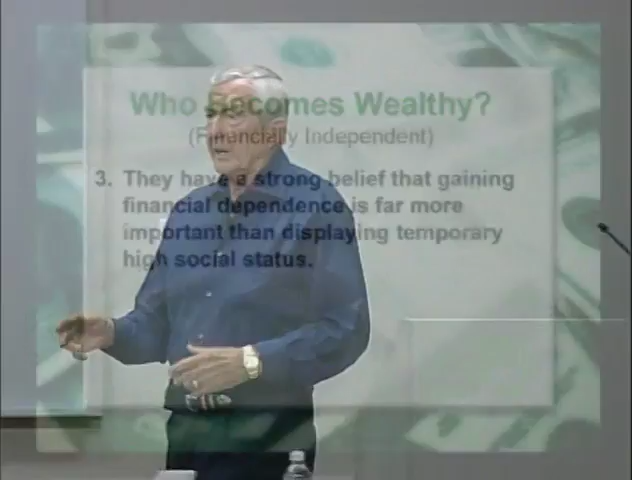 Who Becomes Wealthy?
(Financially Independent)
3. They have a strong belief that gaining
financial dependence is far more
important than displaying temporary
high social status.